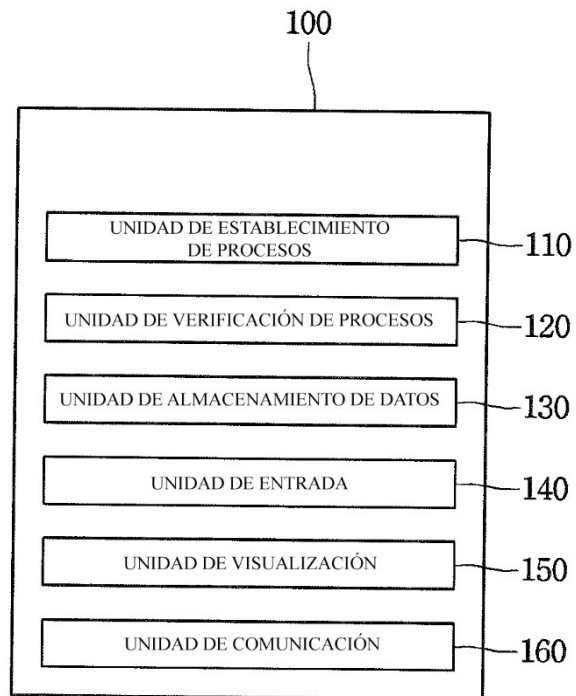 100
UNIDAD DE ESTABLECIMIENTO
DE PROCESOS
110
UNIDAD DE VERIFICACIÓN DE PROCESOS
120
UNIDAD DE ALMACENAMIENTO DE DATOS
130
UNIDAD DE ENTRADA
140
UNIDAD DE VISUALIZACIÓN
150
UNIDAD DE COMUNICACIÓN
160